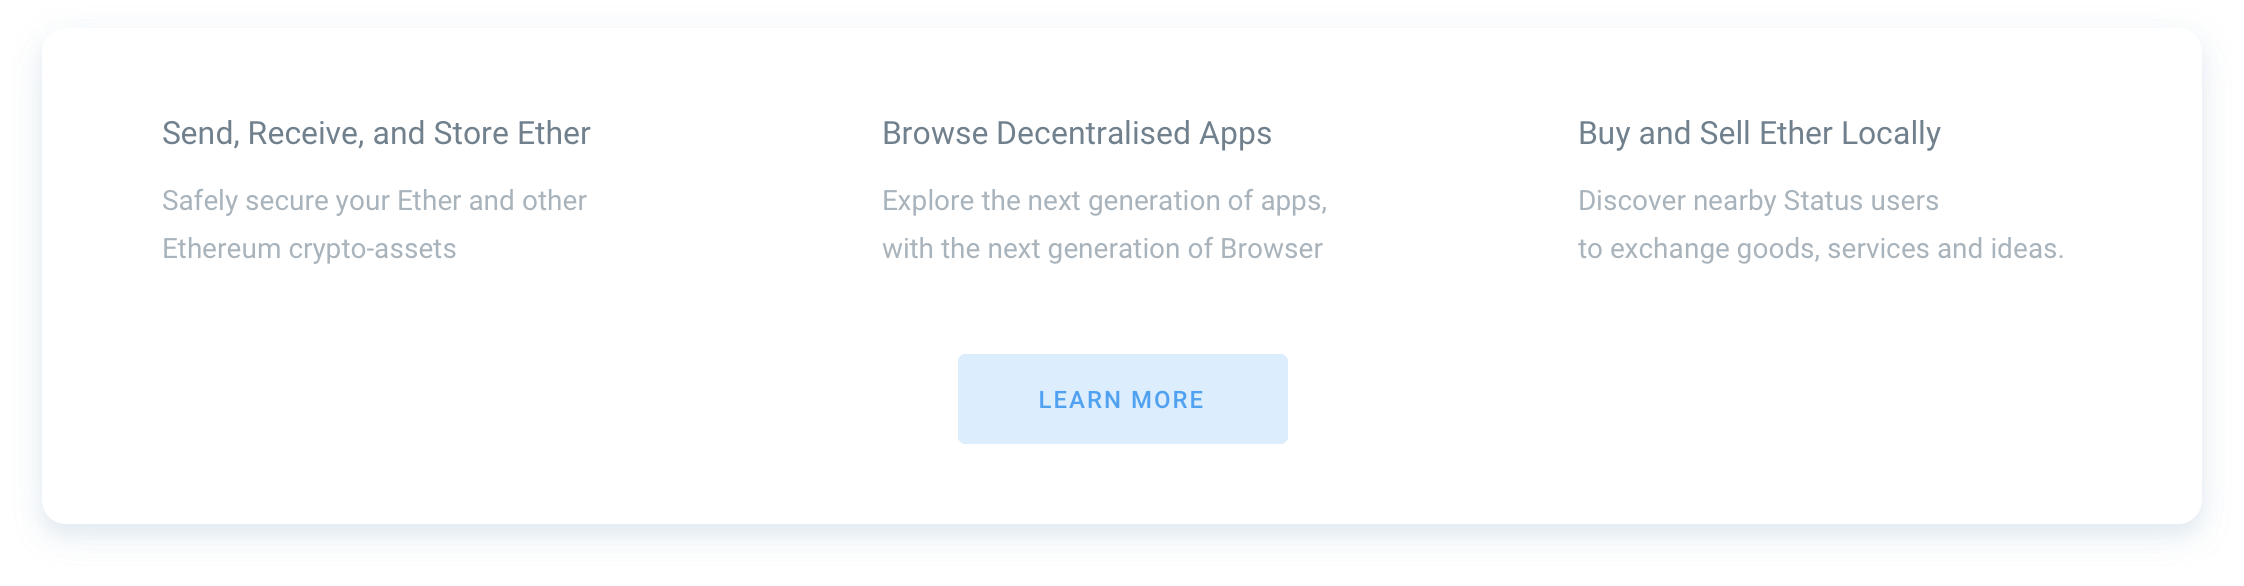 Send, Receive, and Store Ether
Safely secure your Ether and other
Ethereum crypto-assets
Browse Decentralised Apps
Explore the next generation of apps,
with the next generation of Browser
Buy and Sell Ether Locally
Discover nearby Status users
to exchange goods, services and ideas.
LEARN MORE